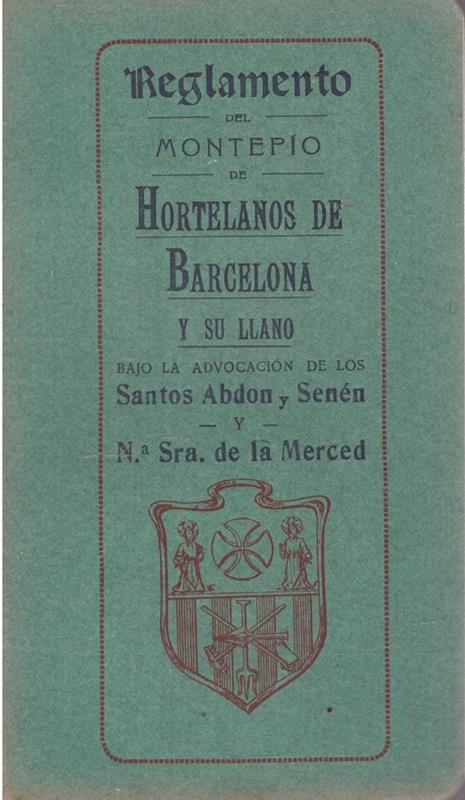 Reglamento
DEL
MONTEPÍO
DE
HORTELANOS DE
BARCELONA
Y SU LLANO
BAJO LA ADVOCACIÓN DE LOS
Santos Abdon y Senén
— Y —
N.ª Sra. de la Merced